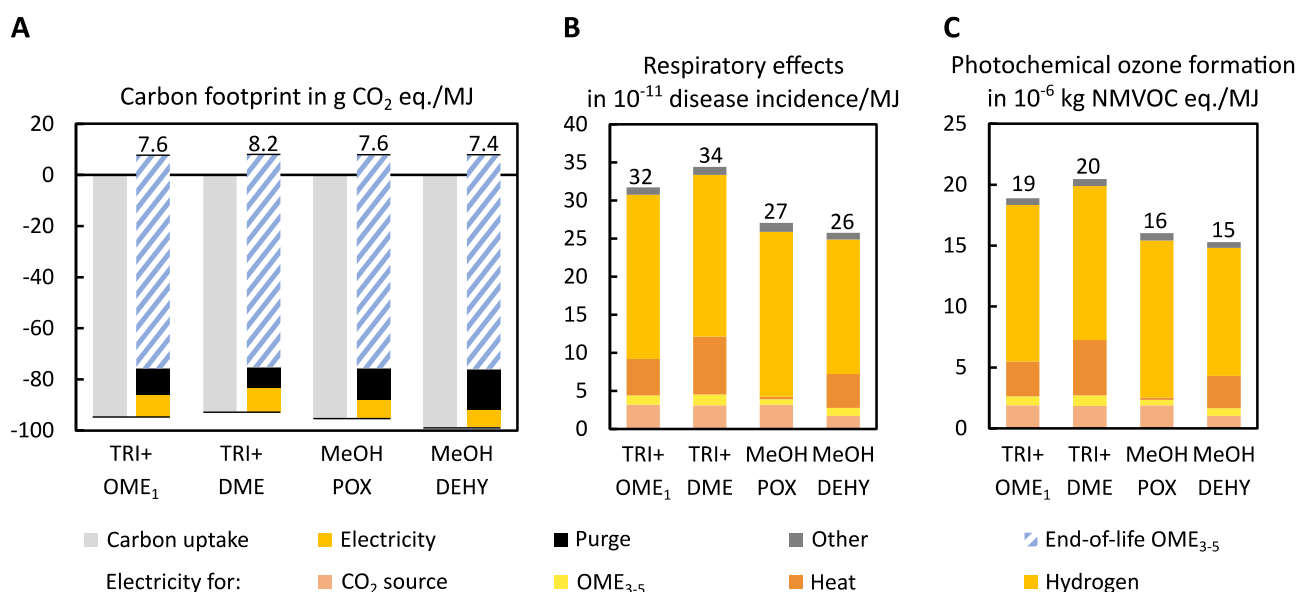 A
Carbon footprint in g CO₂ eq./MJ
20
0
-20
-40
-60
-80
-100
7.6
8.2
7.6
7.4
TRI+ TRI+ MeOH MeOH
OME₁ DME POX DEHY
B
Respiratory effects
in 10⁻¹¹ disease incidence/MJ
40
35
30
25
20
15
10
5
0
32
34
27
26
TRI+ TRI+ MeOH MeOH
OME₁ DME POX DEHY
C
Photochemical ozone formation
in 10⁻⁶ kg NMVOC eq./MJ
25
20
15
10
5
0
19
20
16
15
TRI+ TRI+ MeOH MeOH
OME₁ DME POX DEHY
Carbon uptake Electricity Purge Other End-of-life OME₃₋₅
Electricity for: CO₂ source OME₃₋₅ Heat Hydrogen